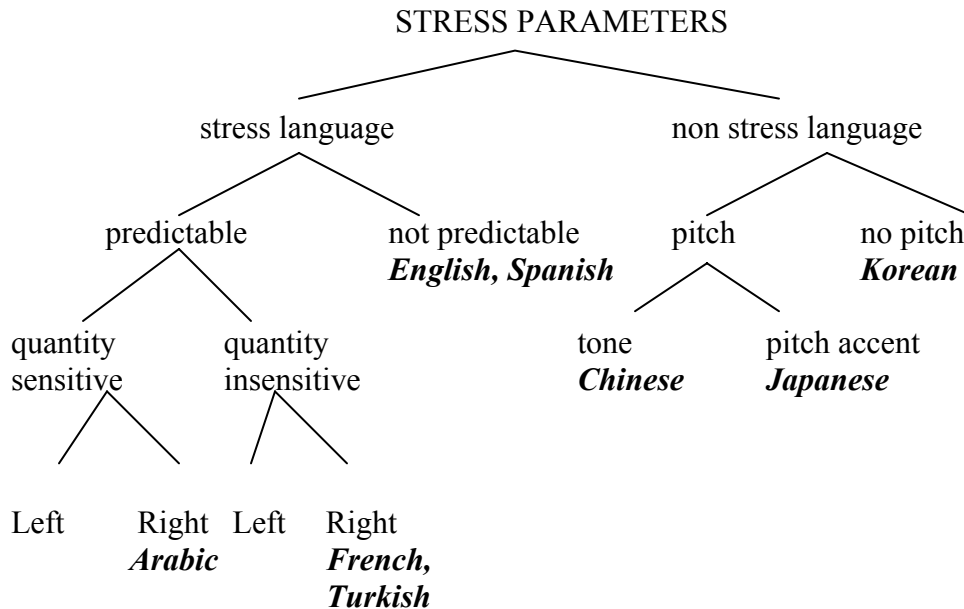 STRESS PARAMETERS
stress language non stress language
predictable not predictable pitch no pitch
English, Spanish Korean
quantity quantity tone pitch accent
sensitive insensitive Chinese Japanese
Left Right Left Right
Arabic French,
Turkish